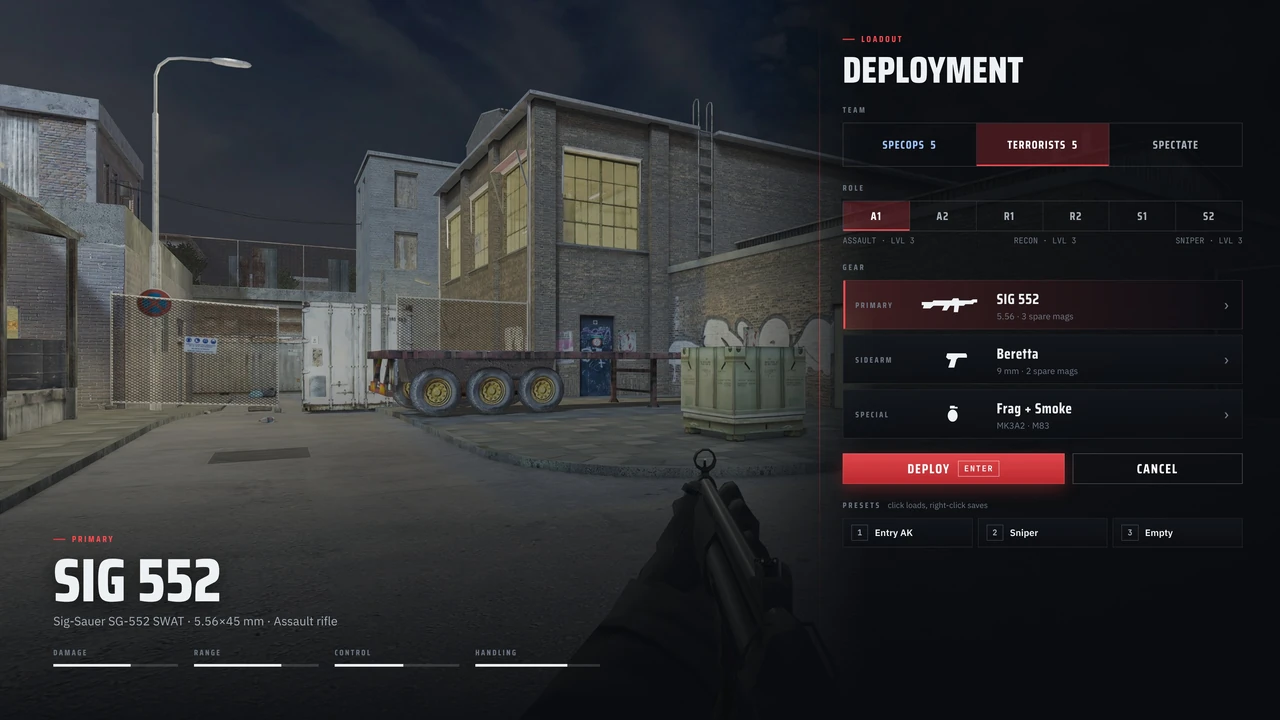 LOADOUT
DEPLOYMENT
TEAM
SPECOPS 5
TERRORISTS 5
SPECTATE
ROLE
A1
A2
R1
R2
S1
S2
ASSAULT · LVL 3
RECON · LVL 3
SNIPER · LVL 3
GEAR
PRIMARY
SIG 552
5.56 · 3 spare mags
SIDEARM
Beretta
9 mm · 2 spare mags
SPECIAL
Frag + Smoke
MK3A2 · M83
DEPLOY ENTER
CANCEL
PRESETS click loads, right-click saves
1 Entry AK
2 Sniper
3 Empty
PRIMARY
SIG 552
Sig-Sauer SG-552 SWAT · 5.56×45 mm · Assault rifle
DAMAGE
RANGE
CONTROL
HANDLING